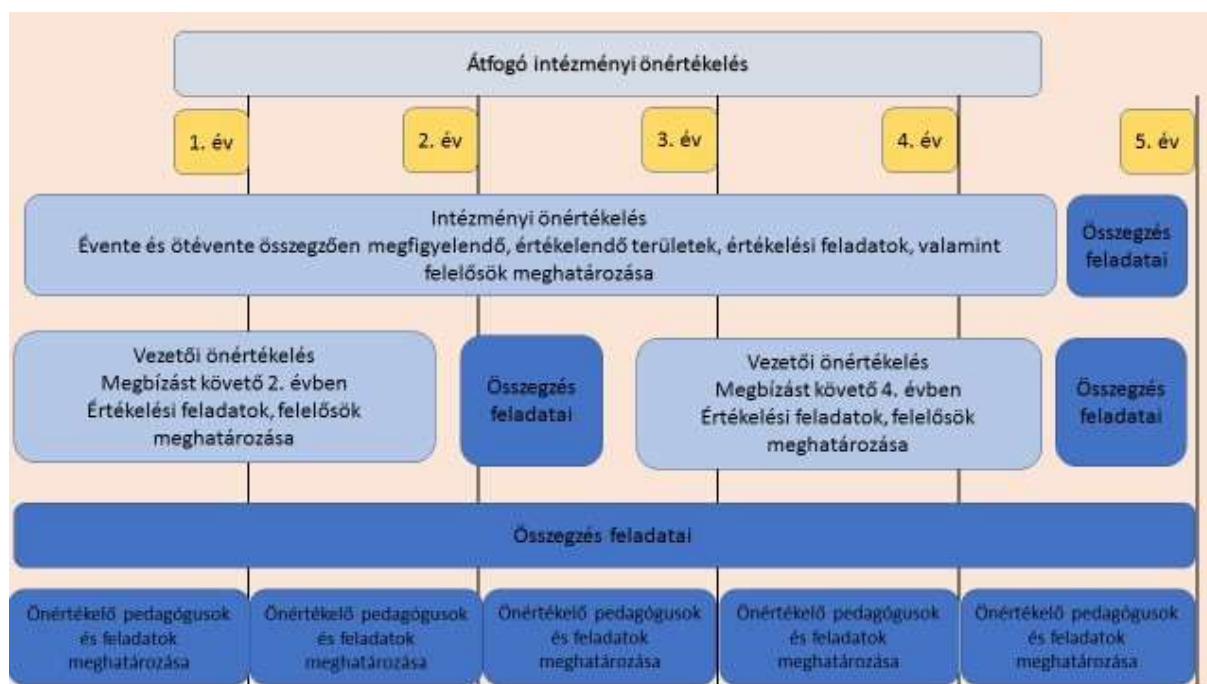 Átfogó intézményi önértékelés
1. év
2. év
3. év
4. év
5. év
Intézményi önértékelés
Évente és ötévente összegzően megfigyelendő, értékelendő területek, értékelési feladatok, valamint
felelősök meghatározása
Összegzés
feladatai
Vezetői önértékelés
Megbízást követő 2. évben
Értékelési feladatok, felelősök
meghatározása
Összegzés
feladatai
Vezetői önértékelés
Megbízást követő 4. évben
Értékelési feladatok, felelősök
meghatározása
Összegzés
feladatai
Összegzés feladatai
Önértékelő pedagógusok
és feladatok
meghatározása
Önértékelő pedagógusok
és feladatok
meghatározása
Önértékelő pedagógusok
és feladatok
meghatározása
Önértékelő pedagógusok
és feladatok
meghatározása
Önértékelő pedagógusok
és feladatok
meghatározása